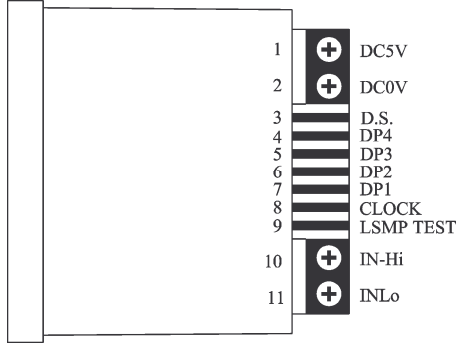 1 DC5V
2 DC0V
3 D.S.
4 DP4
5 DP3
6 DP2
7 DP1
8 CLOCK
9 LSMP TEST
10 IN-Hi
11 INLo